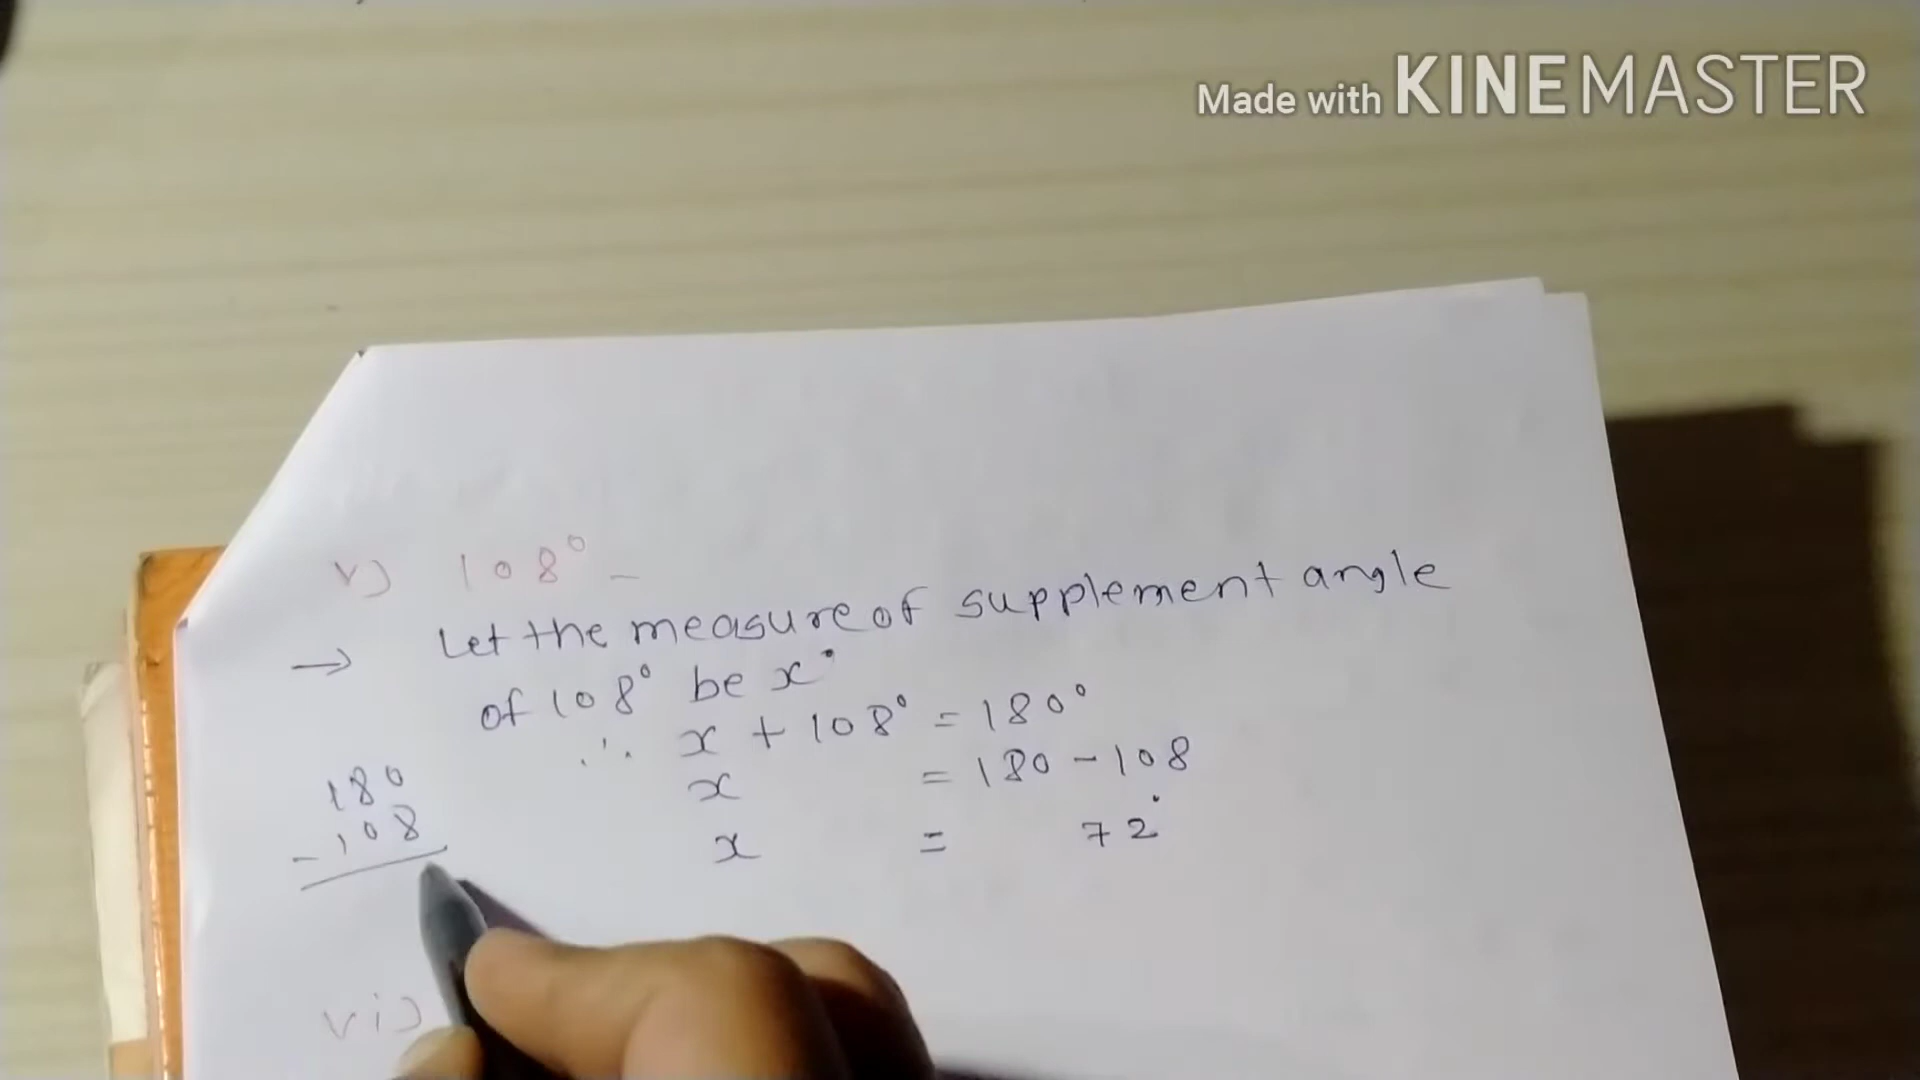 Made with KINEMASTER
v) 108° -
→ Let the measure of supplement angle
of 108° be x°
∴ x + 108° = 180°
x = 180 - 108
x = 72°
180
- 108
vi)